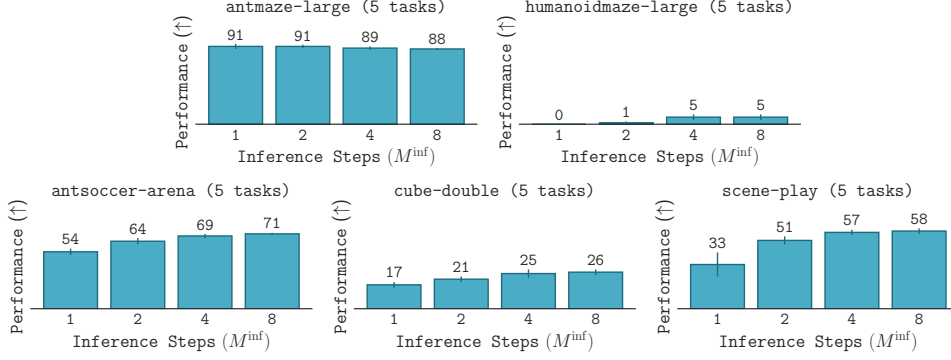 antmaze-large (5 tasks)
Performance (↑)
91 91 89 88
1 2 4 8
Inference Steps (M^inf)
humanoidmaze-large (5 tasks)
Performance (↑)
0 1 5 5
1 2 4 8
Inference Steps (M^inf)
antsoccer-arena (5 tasks)
Performance (↑)
54 64 69 71
1 2 4 8
Inference Steps (M^inf)
cube-double (5 tasks)
Performance (↑)
17 21 25 26
1 2 4 8
Inference Steps (M^inf)
scene-play (5 tasks)
Performance (↑)
33 51 57 58
1 2 4 8
Inference Steps (M^inf)